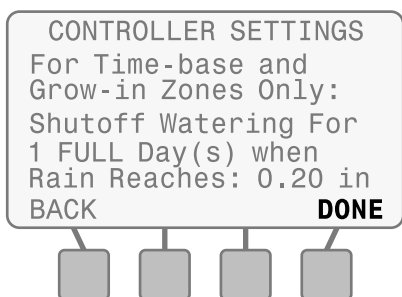 CONTROLLER SETTINGS
For Time-base and
Grow-in Zones Only:
Shutoff Watering For
1 FULL Day(s) when
Rain Reaches: 0.20 in
BACK DONE